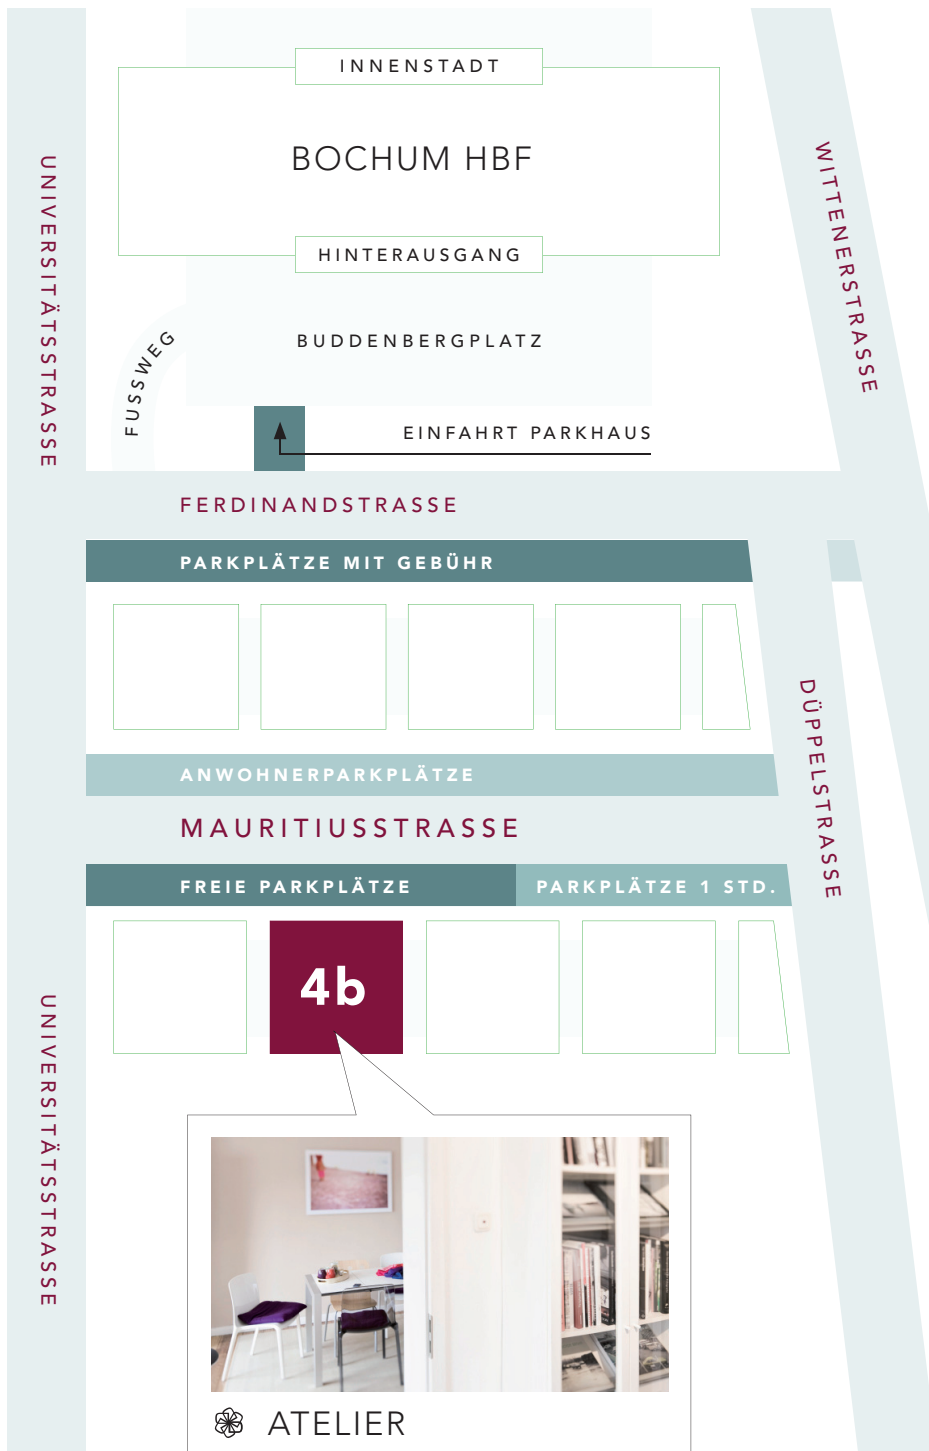 INNENSTADT
BOCHUM HBF
HINTERAUSGANG
UNIVERSITÄTSSTRASSE
WITTENERSTRASSE
BUDDENBERGPLATZ
FUSSWEG
EINFAHRT PARKHAUS
FERDINANDSTRASSE
PARKPLÄTZE MIT GEBÜHR
DÜPPELSTRASSE
ANWOHNERPARKPLÄTZE
MAURITIUSSTRASSE
FREIE PARKPLÄTZE
PARKPLÄTZE 1 STD.
4b
UNIVERSITÄTSSTRASSE
ATELIER